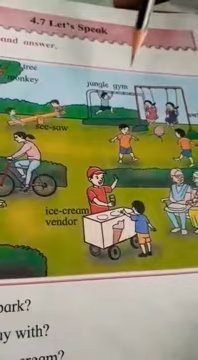 4.7 Let's Speak
and answer.
tree
monkey
jungle gym
see-saw
ice-cream
vendor
park?
with?